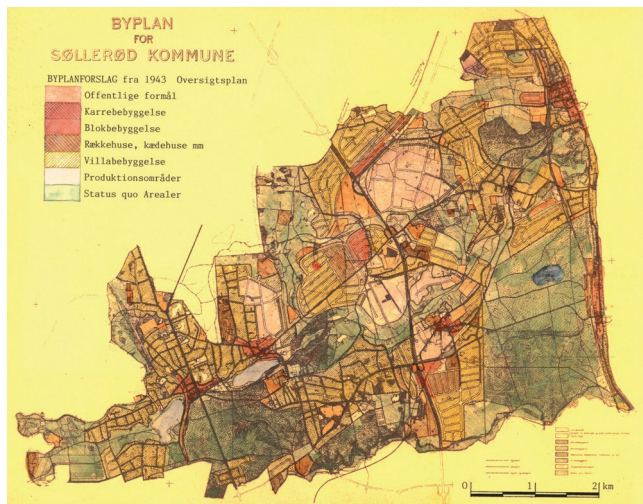 BYPLAN
FOR
SØLLERØD KOMMUNE
BYPLANFORSLAG fra 1943 Oversigtsplan
Offentlige formål
Karrebebyggelse
Blokbebyggelse
Rækkehuse, kædehuse mm
Villabebyggelse
Produktionsområder
Status quo Arealer
0 1 2 km